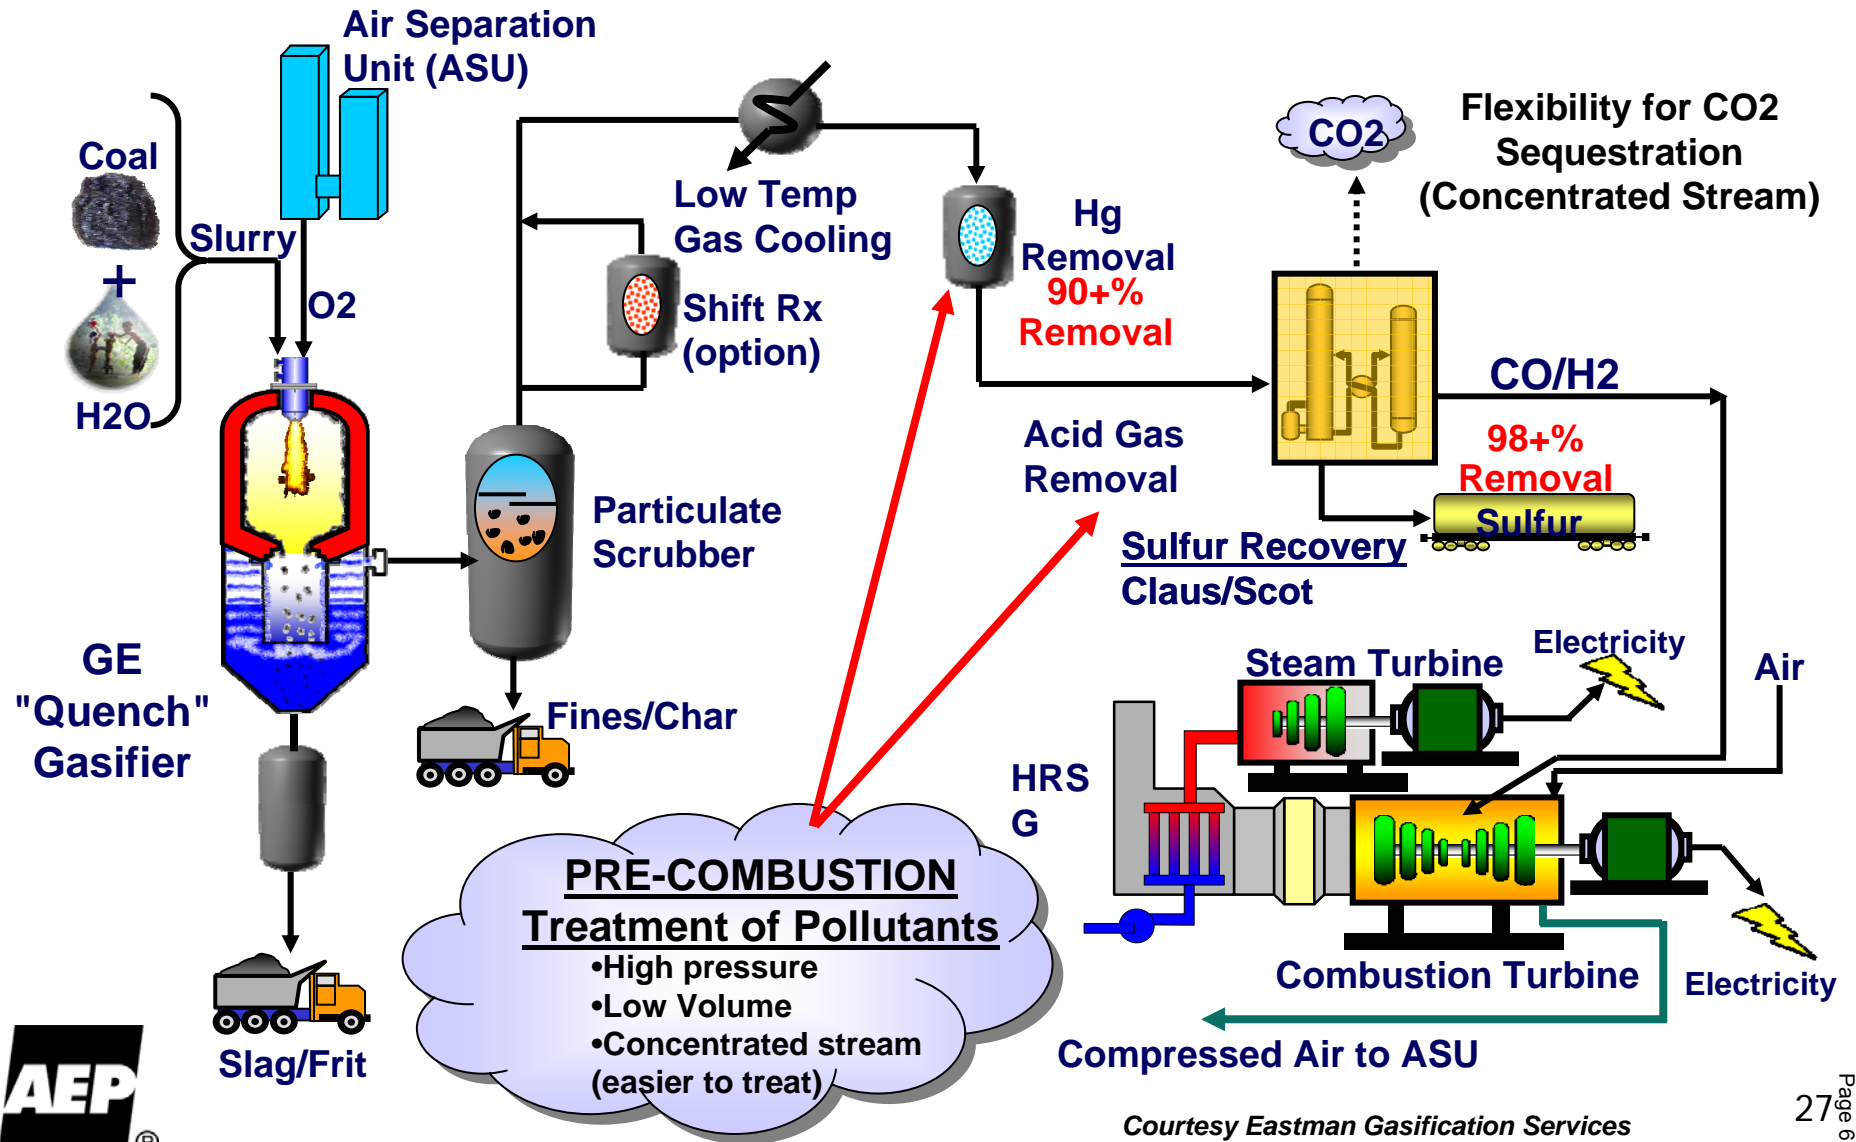 Air Separation
Unit (ASU)
Coal
+
H2O
Slurry
O2
GE
"Quench"
Gasifier
Slag/Frit
Particulate
Scrubber
Fines/Char
Low Temp
Gas Cooling
Shift Rx
(option)
Hg
Removal
90+%
Removal
CO2
Flexibility for CO2
Sequestration
(Concentrated Stream)
Acid Gas
Removal
CO/H2
98+%
Removal
Sulfur
Sulfur Recovery
Claus/Scot
Steam Turbine
Electricity
Air
HRS
G
Combustion Turbine
Electricity
Compressed Air to ASU
PRE-COMBUSTION
Treatment of Pollutants
•High pressure
•Low Volume
•Concentrated stream
(easier to treat)
AEP
®
Courtesy Eastman Gasification Services
27
Page 6